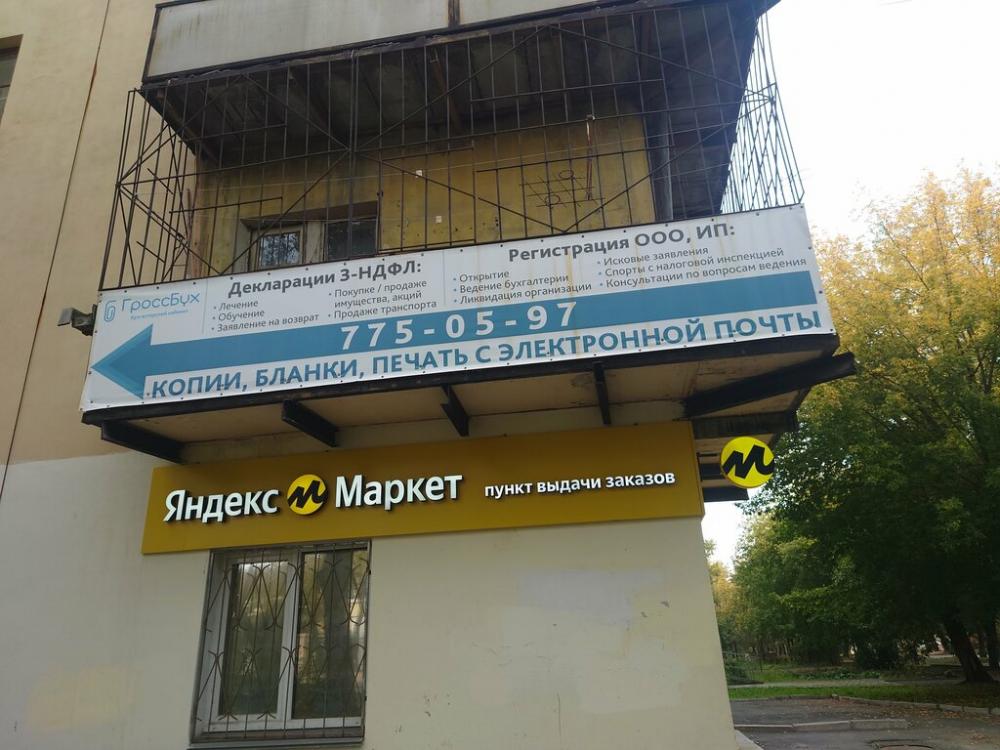 ГроссБух
бухгалтерский кабинет
Декларации 3-НДФЛ:
• Лечение
• Обучение
• Заявление на возврат
• Покупке / продаже
имущества, акций
• Продаже транспорта
Регистрация ООО, ИП:
• Открытие
• Ведение бухгалтерии
• Ликвидация организации
• Исковые заявления
• Споры с налоговой инспекцией
• Консультации по вопросам ведения
775-05-97
КОПИИ, БЛАНКИ, ПЕЧАТЬ С ЭЛЕКТРОННОЙ ПОЧТЫ
Яндекс М Маркет пункт выдачи заказов
М